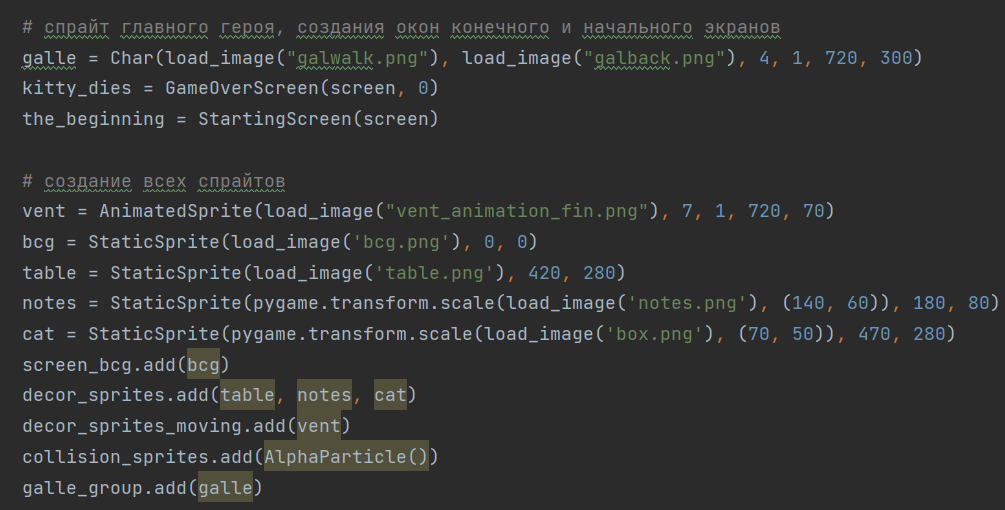 # спрайт главного героя, создания окон конечного и начального экранов
galle = Char(load_image("galwalk.png"), load_image("galback.png"), 4, 1, 720, 300)
kitty_dies = GameOverScreen(screen, 0)
the_beginning = StartingScreen(screen)
# создание всех спрайтов
vent = AnimatedSprite(load_image("vent_animation_fin.png"), 7, 1, 720, 70)
bcg = StaticSprite(load_image('bcg.png'), 0, 0)
table = StaticSprite(load_image('table.png'), 420, 280)
notes = StaticSprite(pygame.transform.scale(load_image('notes.png'), (140, 60)), 180, 80)
cat = StaticSprite(pygame.transform.scale(load_image('box.png'), (70, 50)), 470, 280)
screen_bcg.add(bcg)
decor_sprites.add(table, notes, cat)
decor_sprites_moving.add(vent)
collision_sprites.add(AlphaParticle())
galle_group.add(galle)